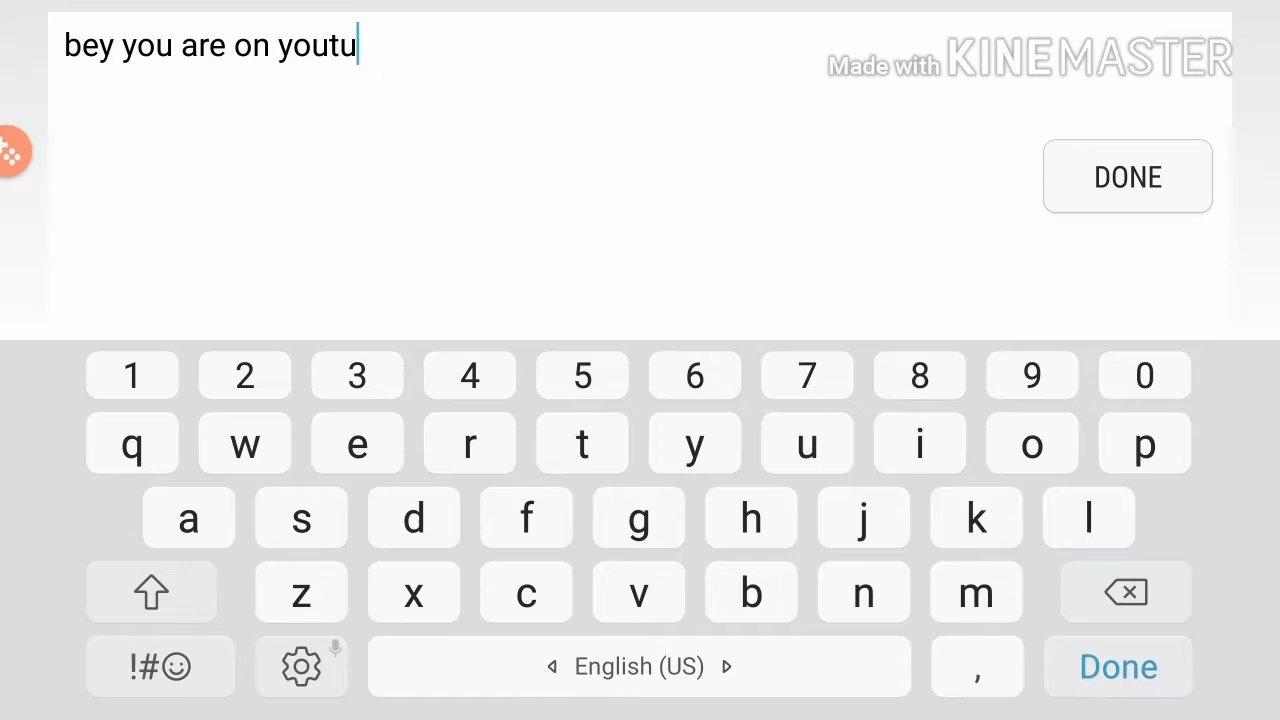 bey you are on youtu
Made with KINEMASTER
DONE
1 2 3 4 5 6 7 8 9 0
q w e r t y u i o p
a s d f g h j k l
z x c v b n m
!#☺ English (US) , Done